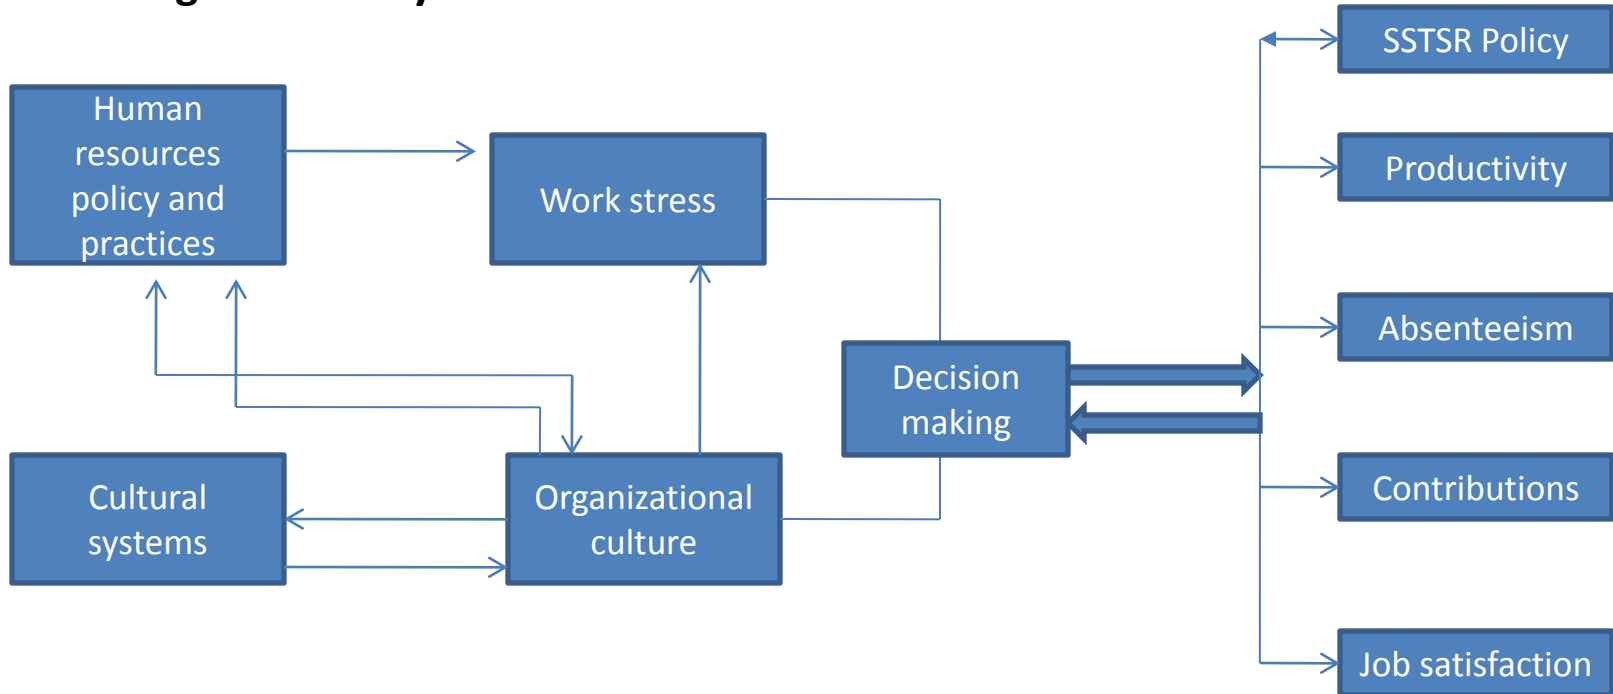 SSTSR Policy
Human
resources
policy and
practices
Work stress
Productivity
Absenteeism
Decision
making
Cultural
systems
Organizational
culture
Contributions
Job satisfaction